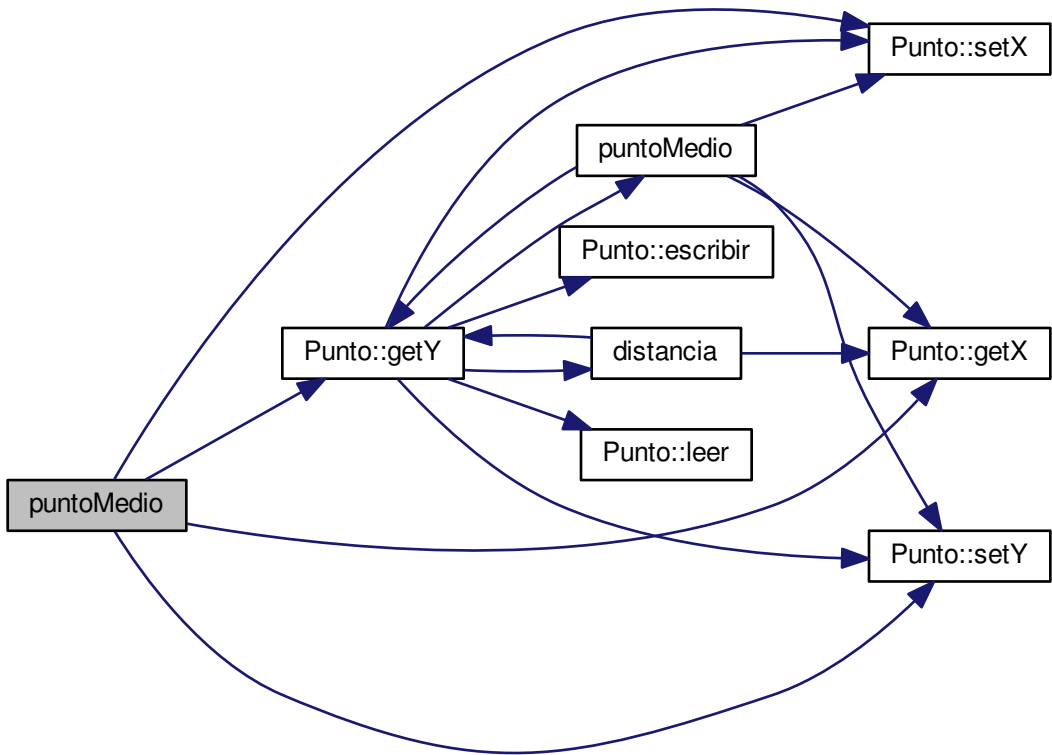 Punto::setX
puntoMedio
Punto::escribir
Punto::getY
distancia
Punto::getX
Punto::leer
puntoMedio
Punto::setY